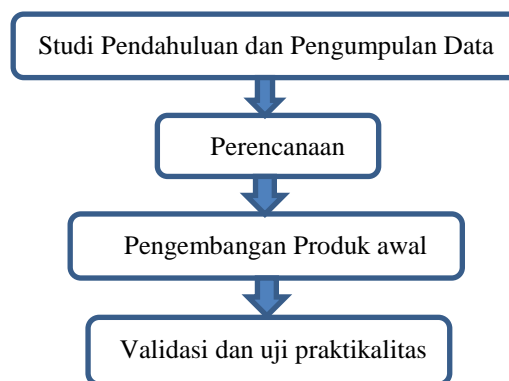 Studi Pendahuluan dan Pengumpulan Data
Perencanaan
Pengembangan Produk awal
Validasi dan uji praktikalitas